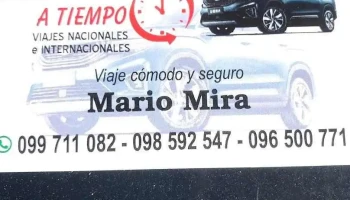 A TIEMPO
VIAJES NACIONALES
e INTERNACIONALES
Viaje cómodo y seguro
Mario Mira
099 711 082 - 098 592 547 - 096 500 771